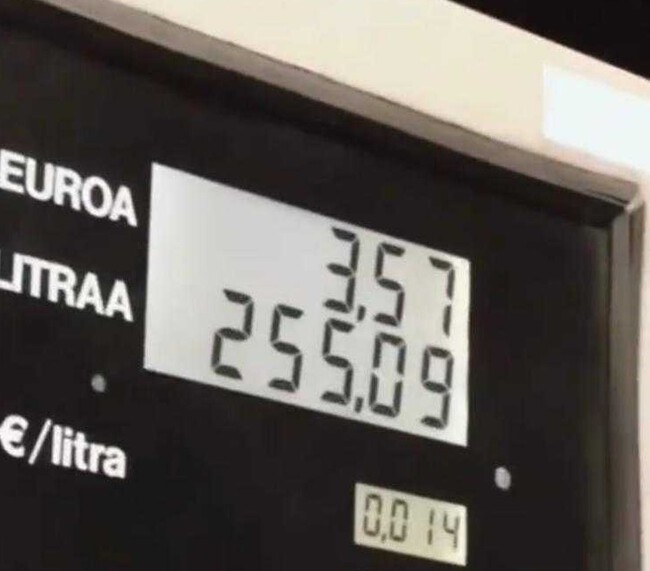 EUROA 3,57
LITRAA 255,09
€/litra
0,014